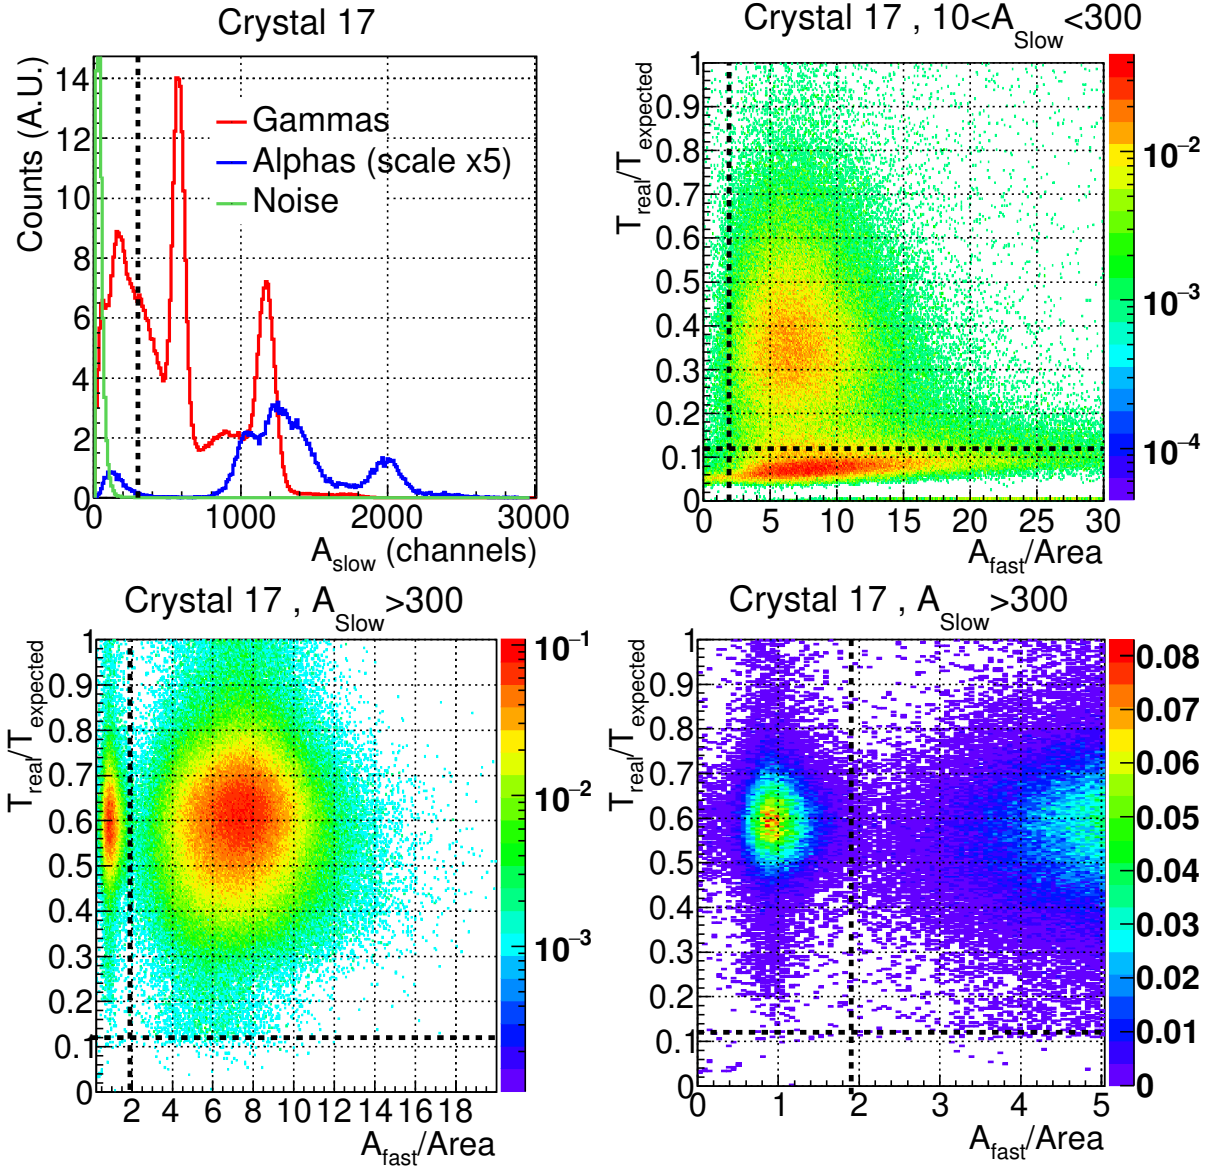 Crystal 17
Counts (A.U.)
14
12
10
8
6
4
2
0
Gammas
Alphas (scale x5)
Noise
0 1000 2000 3000
A_slow (channels)
Crystal 17 , 10<A_Slow<300
T_real/T_expected
1
0.9
0.8
0.7
0.6
0.5
0.4
0.3
0.2
0.1
0
0 5 10 15 20 25 30
A_fast/Area
10⁻²
10⁻³
10⁻⁴
Crystal 17 , A_Slow>300
T_real/T_expected
1
0.9
0.8
0.7
0.6
0.5
0.4
0.3
0.2
0.1
0
2 4 6 8 10 12 14 16 18
A_fast/Area
10⁻¹
10⁻²
10⁻³
Crystal 17 , A_Slow>300
T_real/T_expected
1
0.9
0.8
0.7
0.6
0.5
0.4
0.3
0.2
0.1
0
0 1 2 3 4 5
A_fast/Area
0.08
0.07
0.06
0.05
0.04
0.03
0.02
0.01
0